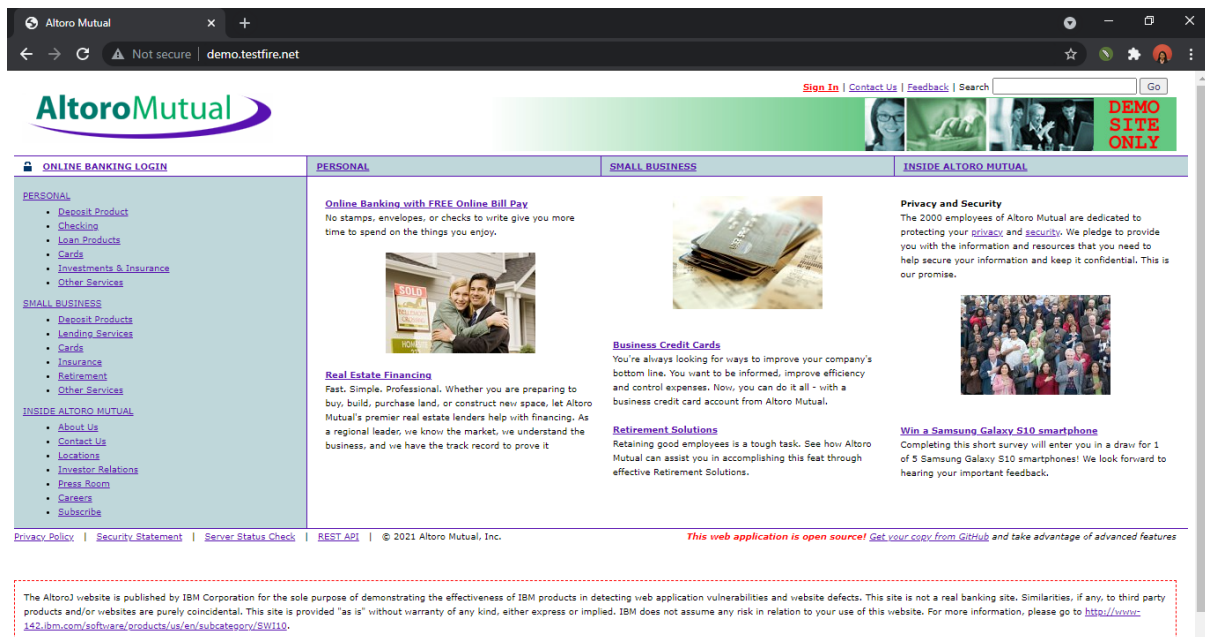 Altoro Mutual
Not secure | demo.testfire.net
Sign In | Contact Us | Feedback | Search Go
AltoroMutual
DEMO
SITE
ONLY
ONLINE BANKING LOGIN
PERSONAL
SMALL BUSINESS
INSIDE ALTORO MUTUAL
PERSONAL
Deposit Product
Checking
Loan Products
Cards
Investments & Insurance
Other Services
SMALL BUSINESS
Deposit Products
Lending Services
Cards
Insurance
Retirement
Other Services
INSIDE ALTORO MUTUAL
About Us
Contact Us
Locations
Investor Relations
Press Room
Careers
Subscribe
Online Banking with FREE Online Bill Pay
No stamps, envelopes, or checks to write give you more
time to spend on the things you enjoy.
SOLD
Real Estate Financing
Fast. Simple. Professional. Whether you are preparing to
buy, build, purchase land, or construct new space, let Altoro
Mutual's premier real estate lenders help with financing. As
a regional leader, we know the market, we understand the
business, and we have the track record to prove it
Business Credit Cards
You're always looking for ways to improve your company's
bottom line. You want to be informed, improve efficiency
and control expenses. Now, you can do it all - with a
business credit card account from Altoro Mutual.
Retirement Solutions
Retaining good employees is a tough task. See how Altoro
Mutual can assist you in accomplishing this feat through
effective Retirement Solutions.
Privacy and Security
The 2000 employees of Altoro Mutual are dedicated to
protecting your privacy and security. We pledge to provide
you with the information and resources that you need to
help secure your information and keep it confidential. This is
our promise.
Win a Samsung Galaxy S10 smartphone
Completing this short survey will enter you in a draw for 1
of 5 Samsung Galaxy S10 smartphones! We look forward to
hearing your important feedback.
Privacy Policy | Security Statement | Server Status Check | REST API | © 2021 Altoro Mutual, Inc.
This web application is open source! Get your copy from GitHub and take advantage of advanced features
The AltoroJ website is published by IBM Corporation for the sole purpose of demonstrating the effectiveness of IBM products in detecting web application vulnerabilities and website defects. This site is not a real banking site. Similarities, if any, to third party
products and/or websites are purely coincidental. This site is provided "as is" without warranty of any kind, either express or implied. IBM does not assume any risk in relation to your use of this website. For more information, please go to http://www-
142.ibm.com/software/products/us/en/subcategory/SWI10.